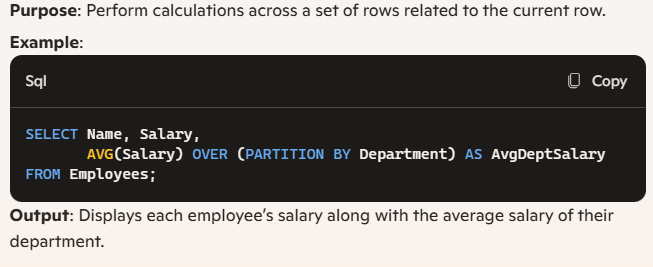 Purpose: Perform calculations across a set of rows related to the current row.
Example:
Sql
Copy
SELECT Name, Salary,
       AVG(Salary) OVER (PARTITION BY Department) AS AvgDeptSalary
FROM Employees;
Output: Displays each employee’s salary along with the average salary of their
department.